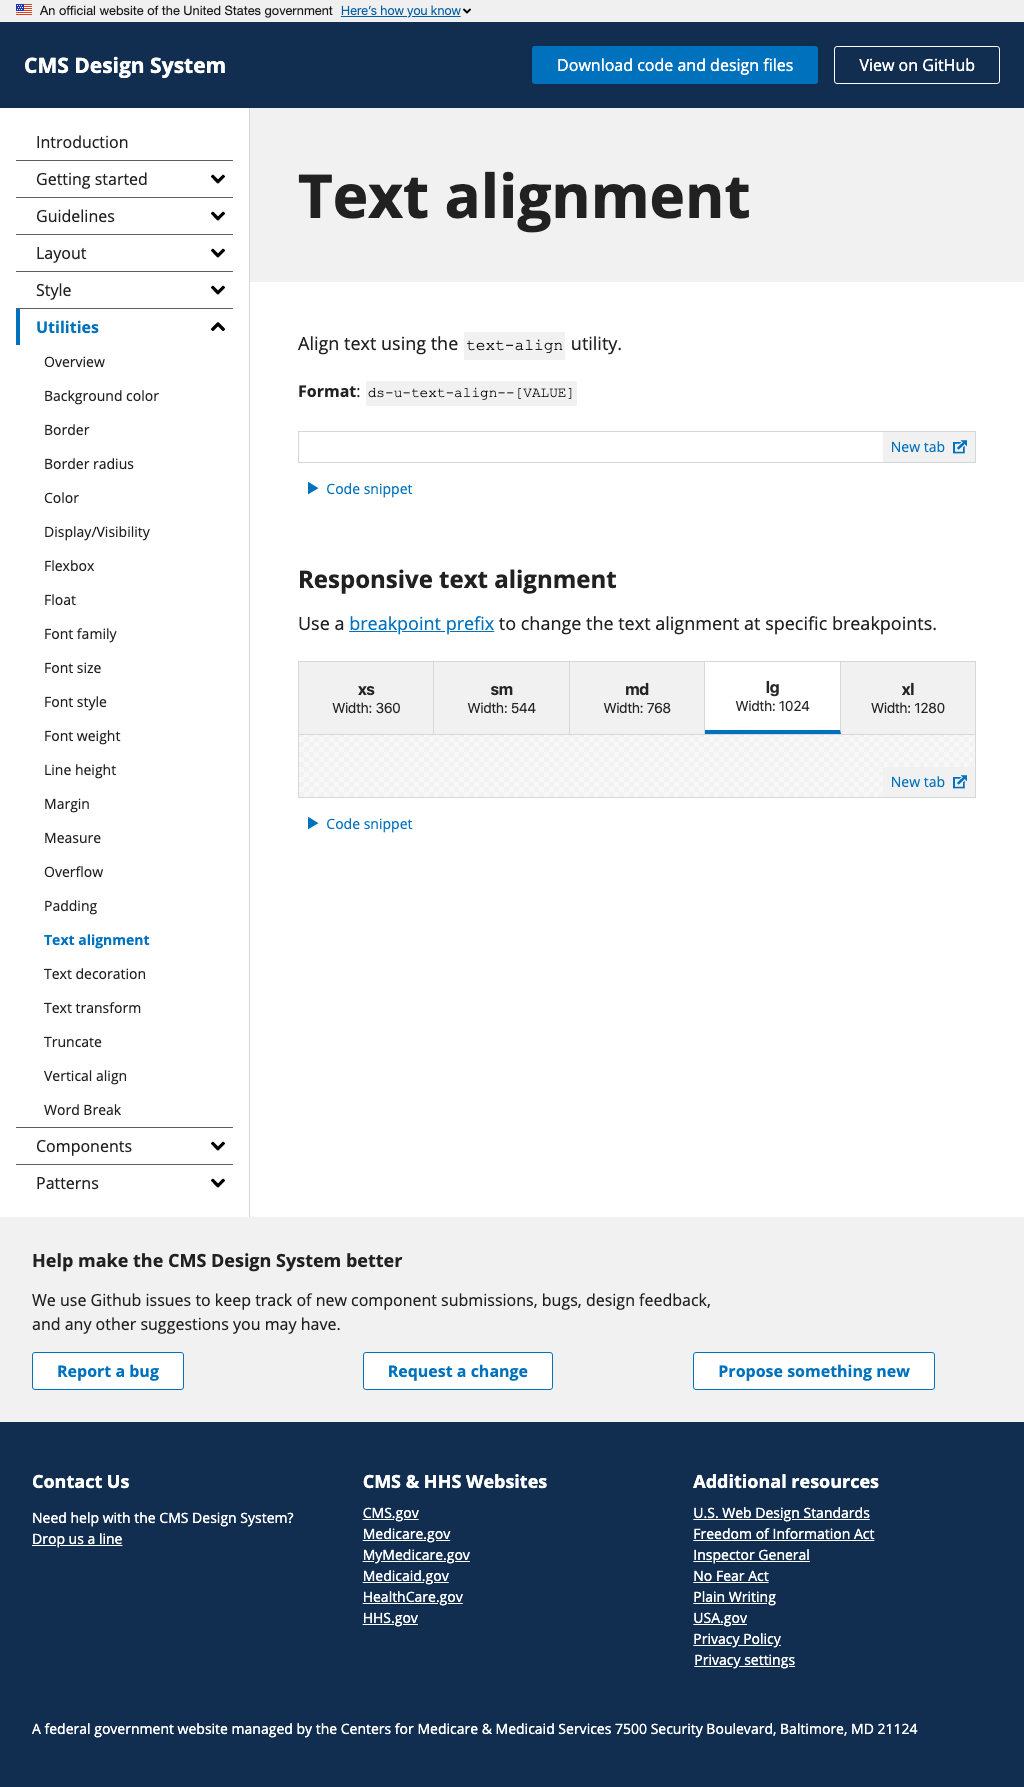 An official website of the United States government Here's how you know
CMS Design System
Download code and design files
View on GitHub
Introduction
Getting started
Guidelines
Layout
Style
Utilities
Overview
Background color
Border
Border radius
Color
Display/Visibility
Flexbox
Float
Font family
Font size
Font style
Font weight
Line height
Margin
Measure
Overflow
Padding
Text alignment
Text decoration
Text transform
Truncate
Vertical align
Word Break
Components
Patterns
Text alignment
Align text using the text-align utility.
Format: ds-u-text-align--[VALUE]
New tab
Code snippet
Responsive text alignment
Use a breakpoint prefix to change the text alignment at specific breakpoints.
xs
Width: 360
sm
Width: 544
md
Width: 768
lg
Width: 1024
xl
Width: 1280
New tab
Code snippet
Help make the CMS Design System better
We use Github issues to keep track of new component submissions, bugs, design feedback,
and any other suggestions you may have.
Report a bug
Request a change
Propose something new
Contact Us
Need help with the CMS Design System?
Drop us a line
CMS & HHS Websites
CMS.gov
Medicare.gov
MyMedicare.gov
Medicaid.gov
HealthCare.gov
HHS.gov
Additional resources
U.S. Web Design Standards
Freedom of Information Act
Inspector General
No Fear Act
Plain Writing
USA.gov
Privacy Policy
Privacy settings
A federal government website managed by the Centers for Medicare & Medicaid Services 7500 Security Boulevard, Baltimore, MD 21124